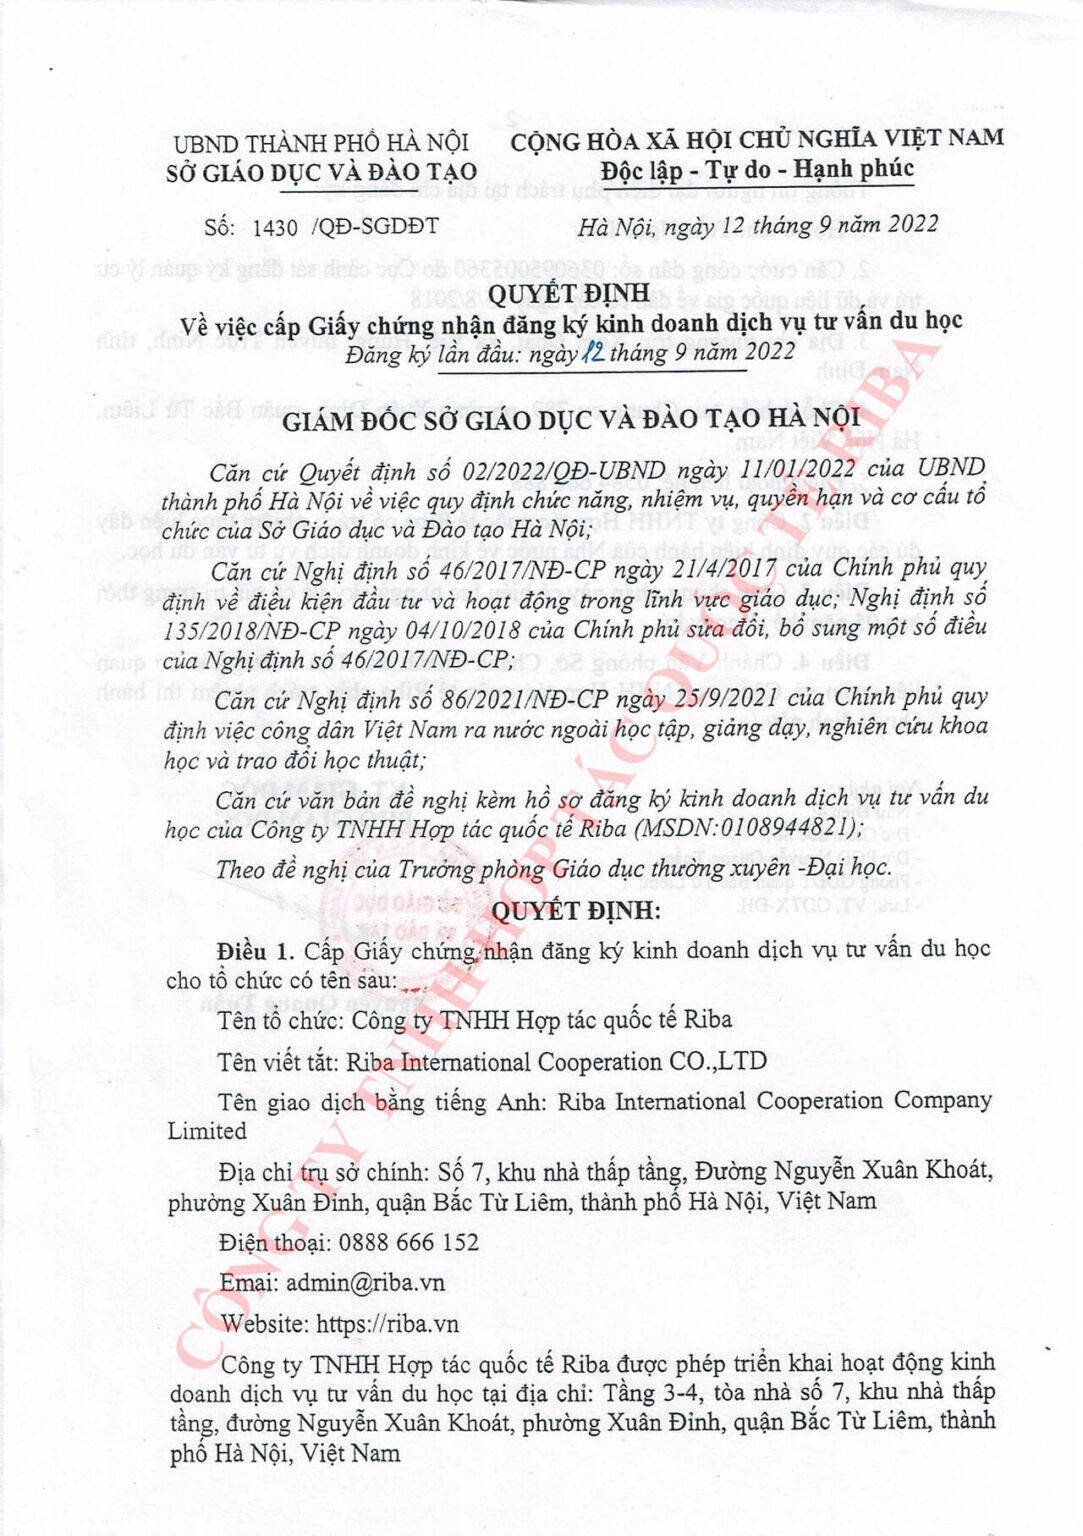 UBND THÀNH PHỐ HÀ NỘI
SỞ GIÁO DỤC VÀ ĐÀO TẠO
Số: 1430 /QĐ-SGDĐT
CỘNG HÒA XÃ HỘI CHỦ NGHĨA VIỆT NAM
Độc lập - Tự do - Hạnh phúc
Hà Nội, ngày 12 tháng 9 năm 2022
QUYẾT ĐỊNH
Về việc cấp Giấy chứng nhận đăng ký kinh doanh dịch vụ tư vấn du học
Đăng ký lần đầu: ngày 12 tháng 9 năm 2022
GIÁM ĐỐC SỞ GIÁO DỤC VÀ ĐÀO TẠO HÀ NỘI
Căn cứ Quyết định số 02/2022/QĐ-UBND ngày 11/01/2022 của UBND
thành phố Hà Nội về việc quy định chức năng, nhiệm vụ, quyền hạn và cơ cấu tổ
chức của Sở Giáo dục và Đào tạo Hà Nội;
Căn cứ Nghị định số 46/2017/NĐ-CP ngày 21/4/2017 của Chính phủ quy
định về điều kiện đầu tư và hoạt động trong lĩnh vực giáo dục; Nghị định số
135/2018/NĐ-CP ngày 04/10/2018 của Chính phủ sửa đổi, bổ sung một số điều
của Nghị định số 46/2017/NĐ-CP;
Căn cứ Nghị định số 86/2021/NĐ-CP ngày 25/9/2021 của Chính phủ quy
định việc công dân Việt Nam ra nước ngoài học tập, giảng dạy, nghiên cứu khoa
học và trao đổi học thuật;
Căn cứ văn bản đề nghị kèm hồ sơ đăng ký kinh doanh dịch vụ tư vấn du
học của Công ty TNHH Hợp tác quốc tế Riba (MSDN:0108944821);
Theo đề nghị của Trưởng phòng Giáo dục thường xuyên -Đại học.
QUYẾT ĐỊNH:
Điều 1. Cấp Giấy chứng nhận đăng ký kinh doanh dịch vụ tư vấn du học
cho tổ chức có tên sau:
Tên tổ chức: Công ty TNHH Hợp tác quốc tế Riba
Tên viết tắt: Riba International Cooperation CO.,LTD
Tên giao dịch bằng tiếng Anh: Riba International Cooperation Company
Limited
Địa chỉ trụ sở chính: Số 7, khu nhà thấp tầng, Đường Nguyễn Xuân Khoát,
phường Xuân Đỉnh, quận Bắc Từ Liêm, thành phố Hà Nội, Việt Nam
Điện thoại: 0888 666 152
Emai: admin@riba.vn
Website: https://riba.vn
Công ty TNHH Hợp tác quốc tế Riba được phép triển khai hoạt động kinh
doanh dịch vụ tư vấn du học tại địa chỉ: Tầng 3-4, tòa nhà số 7, khu nhà thấp
tầng, đường Nguyễn Xuân Khoát, phường Xuân Đỉnh, quận Bắc Từ Liêm, thành
phố Hà Nội, Việt Nam
CÔNG TY TNHH HỢP TÁC QUỐC TẾ RIBA